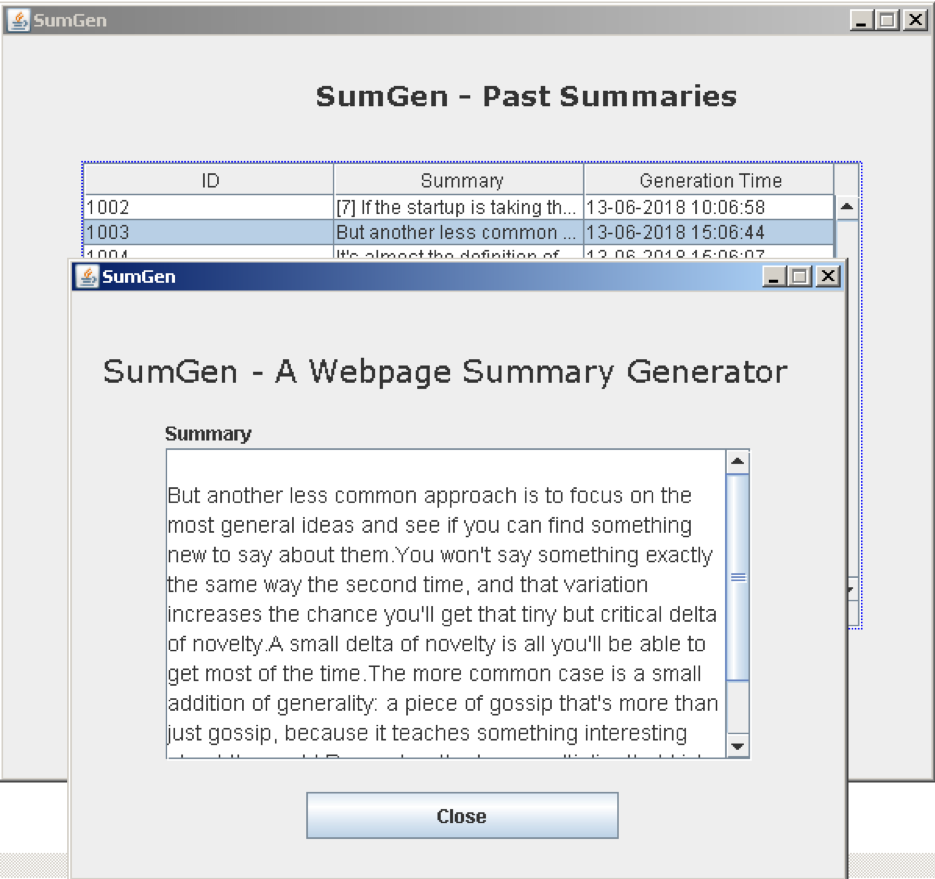 SumGen
SumGen - Past Summaries
ID Summary Generation Time
1002 [7] If the startup is taking th... 13-06-2018 10:06:58
1003 But another less common ... 13-06-2018 15:06:44
1004 It's almost the definition of 13-06-2018 16:06:07
SumGen
SumGen - A Webpage Summary Generator
Summary
But another less common approach is to focus on the
most general ideas and see if you can find something
new to say about them.You won't say something exactly
the same way the second time, and that variation
increases the chance you'll get that tiny but critical delta
of novelty.A small delta of novelty is all you'll be able to
get most of the time.The more common case is a small
addition of generality: a piece of gossip that's more than
just gossip, because it teaches something interesting
Close